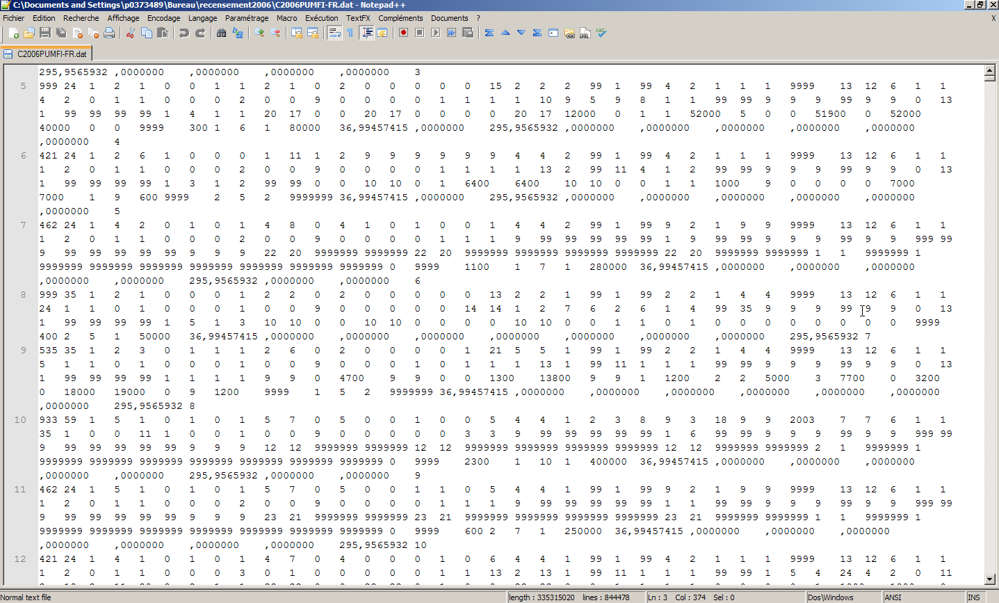 C:\Documents and Settings\p0373489\Bureau\recensement2006\C2006PUMFI-FR.dat - Notepad++
Fichier Edition Recherche Affichage Encodage Langage Paramétrage Macro Exécution TextFX Compléments Documents ? X
C2006PUMFI-FR.dat
295,9565932 ,0000000 ,0000000 ,0000000 ,0000000 3
5 999 24 1 2 1 0 0 1 1 2 1 0 2 0 0 0 0 0 15 2 2 2 99 1 99 4 2 1 1 1 9999 13 12 6 1 1
4 2 0 1 1 0 0 0 2 0 0 9 0 0 0 0 1 1 1 1 10 9 5 9 8 1 1 99 99 9 9 9 99 9 9 0 13
1 99 99 99 99 1 4 1 1 20 17 0 0 20 17 0 0 0 0 20 17 12000 0 1 1 52000 5 0 0 51900 0 52000
40000 0 0 9999 300 1 6 1 80000 36,99457415 ,0000000 295,9565932 ,0000000 ,0000000 ,0000000 ,0000000
,0000000 4
6 421 24 1 2 6 1 0 0 0 1 11 1 2 9 9 9 9 9 9 4 4 2 99 1 99 4 2 1 1 1 9999 13 12 6 1 1
1 2 0 1 1 0 0 0 2 0 0 9 0 0 0 0 1 1 1 1 13 2 99 11 4 1 2 99 99 9 9 9 99 9 9 0 13
1 99 99 99 99 1 3 1 2 99 99 0 0 10 10 0 1 6400 6400 10 10 0 0 1 1 1000 9 0 0 0 0 7000
7000 1 9 600 9999 2 5 2 9999999 36,99457415 ,0000000 295,9565932 ,0000000 ,0000000 ,0000000 ,0000000
,0000000 5
7 462 24 1 4 2 0 1 0 1 4 8 0 4 1 0 1 0 0 1 4 4 2 99 1 99 9 2 1 9 9 9999 13 12 6 1 1
1 2 0 1 1 0 0 0 2 0 0 9 0 0 0 0 1 1 1 9 99 99 99 99 99 1 9 99 99 9 9 9 99 9 9 999 99
9 99 99 99 99 99 9 9 9 22 20 9999999 9999999 22 20 9999999 9999999 9999999 9999999 22 20 9999999 9999999 1 1 9999999 1
9999999 9999999 9999999 9999999 9999999 9999999 9999999 0 9999 1100 1 7 1 280000 36,99457415 ,0000000 ,0000000 ,0000000
,0000000 ,0000000 295,9565932 ,0000000 ,0000000 6
8 999 35 1 2 1 0 0 0 1 2 2 0 2 0 0 0 0 0 13 2 2 1 99 1 99 2 2 1 4 4 9999 13 12 6 1 1
24 1 1 0 1 0 0 0 1 0 0 9 0 0 0 0 0 14 14 1 2 7 6 2 6 1 4 99 35 9 9 9 99 9 9 0 13
1 99 99 99 99 1 5 1 3 10 10 0 0 10 10 0 0 0 0 10 10 0 0 1 1 0 1 0 0 0 0 0 0 0 0 9999
400 2 5 1 50000 36,99457415 ,0000000 ,0000000 ,0000000 ,0000000 ,0000000 ,0000000 ,0000000 295,9565932 7
9 535 35 1 2 3 0 1 1 1 2 6 0 2 0 0 0 0 1 21 5 5 1 99 1 99 2 2 1 4 4 9999 13 12 6 1 1
5 1 1 0 1 0 0 0 1 0 0 9 0 0 0 1 0 1 1 1 13 1 99 11 1 1 1 99 99 9 9 9 99 9 9 0 13
1 99 99 99 99 1 1 1 1 9 9 0 4700 9 9 0 0 1300 13800 9 9 1 1200 2 2 5000 3 7700 0 3200
0 18000 19000 0 9 1200 9999 1 5 2 9999999 36,99457415 ,0000000 ,0000000 ,0000000 ,0000000 ,0000000 ,0000000
,0000000 295,9565932 8
10 933 59 1 5 1 0 1 0 1 5 7 0 5 0 0 1 0 0 5 4 4 1 2 3 8 9 3 18 9 9 2003 7 7 6 1 1
35 1 0 0 11 1 0 0 1 0 1 9 0 0 0 0 0 3 3 9 99 99 99 99 99 1 6 99 99 9 9 9 99 9 9 999 99
9 99 99 99 99 99 9 9 9 12 12 9999999 9999999 12 12 9999999 9999999 9999999 9999999 12 12 9999999 9999999 2 1 9999999 1
9999999 9999999 9999999 9999999 9999999 9999999 9999999 0 9999 2300 1 10 1 400000 36,99457415 ,0000000 ,0000000 ,0000000
,0000000 ,0000000 295,9565932 ,0000000 ,0000000 9
11 462 24 1 5 1 0 1 0 1 5 7 0 5 0 0 1 1 0 5 4 4 1 99 1 99 9 2 1 9 9 9999 13 12 6 1 1
1 2 0 1 1 0 0 0 2 0 0 9 0 0 0 0 1 1 1 9 99 99 99 99 99 1 1 99 99 9 9 9 99 9 9 999 99
9 99 99 99 99 99 9 9 9 23 21 9999999 9999999 23 21 9999999 9999999 9999999 9999999 23 21 9999999 9999999 1 1 9999999 1
9999999 9999999 9999999 9999999 9999999 9999999 9999999 0 9999 600 2 7 1 250000 36,99457415 ,0000000 ,0000000 ,0000000
,0000000 ,0000000 ,0000000 ,0000000 295,9565932 10
12 421 24 1 4 1 0 1 0 1 4 7 0 4 0 0 0 1 0 6 4 4 1 99 1 99 4 2 1 1 1 9999 13 12 6 1 1
1 2 0 1 1 0 0 0 3 0 1 0 0 0 0 0 1 1 13 2 13 1 99 11 1 1 1 99 99 1 5 4 24 4 2 0 11
Normal text file length : 335315020 lines : 844478 Ln : 3 Col : 374 Sel : 0 Dos\Windows ANSI INS